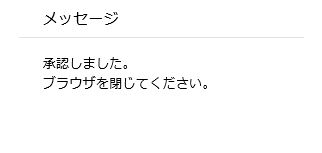 メッセージ
承認しました。
ブラウザを閉じてください。